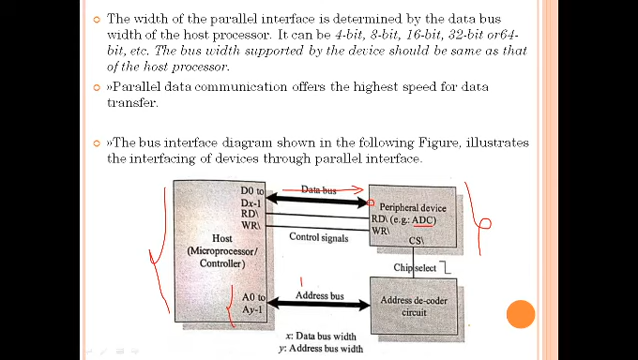 The width of the parallel interface is determined by the data bus
width of the host processor. It can be 4-bit, 8-bit, 16-bit, 32-bit or64-
bit, etc. The bus width supported by the device should be same as that
of the host processor.
»Parallel data communication offers the highest speed for data
transfer.
»The bus interface diagram shown in the following Figure, illustrates
the interfacing of devices through parallel interface.
D0 to
Dx-1
RD\
WR\
Host
(Microprocessor/
Controller)
A0 to
Ay-1
Data bus
Control signals
Address bus
Peripheral device
RD\ (e.g: ADC)
WR\
CS\
Chip select
Address de-coder
circuit
x: Data bus width
y: Address bus width